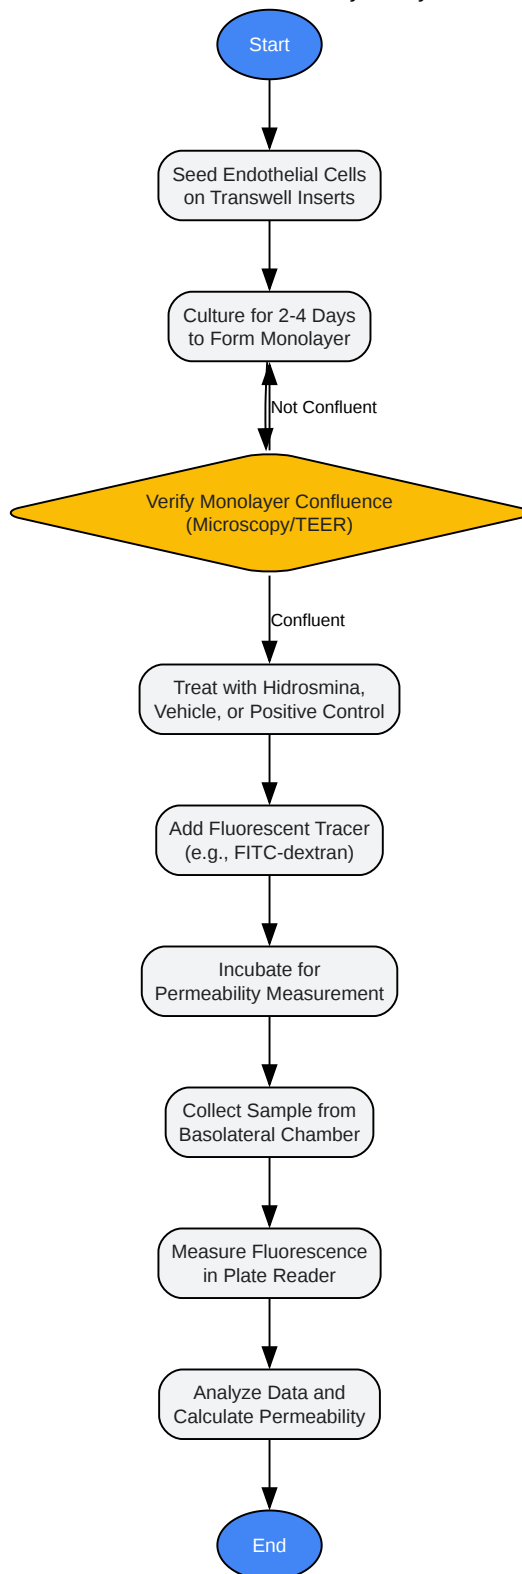 Start
Seed Endothelial Cells
on Transwell Inserts
Culture for 2-4 Days
to Form Monolayer
Not Confluent
Verify Monolayer Confluence
(Microscopy/TEER)
Confluent
Treat with Hidrosmina,
Vehicle, or Positive Control
Add Fluorescent Tracer
(e.g., FITC-dextran)
Incubate for
Permeability Measurement
Collect Sample from
Basolateral Chamber
Measure Fluorescence
in Plate Reader
Analyze Data and
Calculate Permeability
End